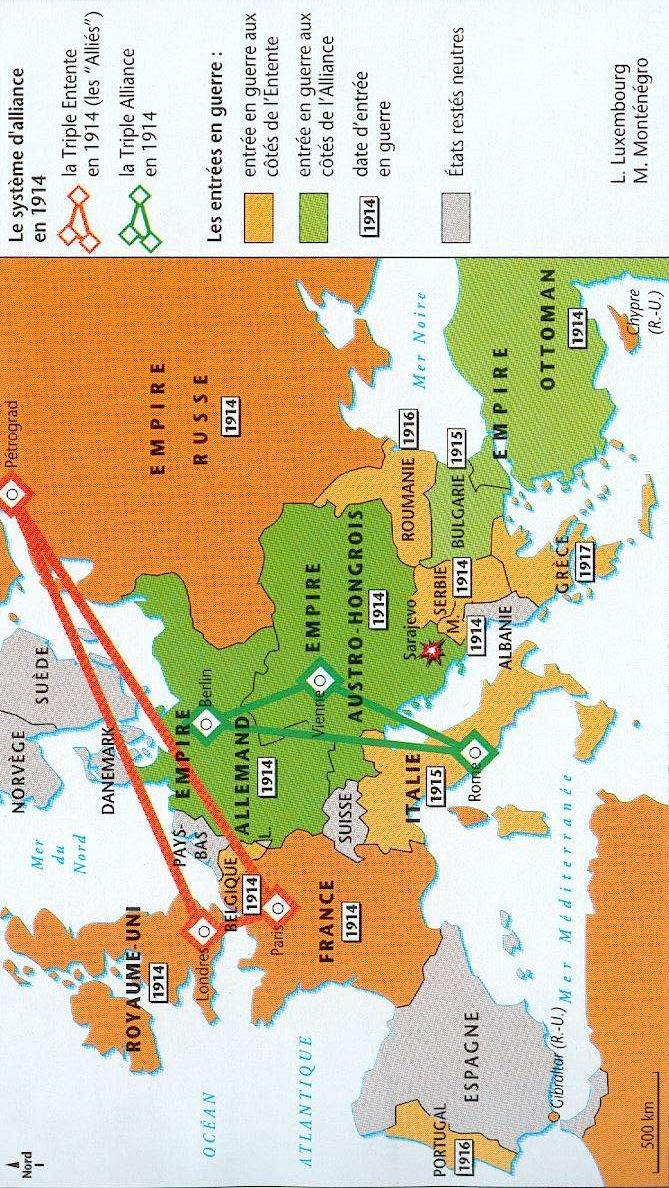 Nord
Pétrograd
NORVÈGE
SUÈDE
Mer
du
Nord
DANEMARK
ROYAUME-UNI
1914
Londres
PAYS-
BAS
BELGIQUE
1914
L.
EMPIRE
ALLEMAND
1914
Berlin
EMPIRE
RUSSE
1914
OCÉAN
ATLANTIQUE
Paris
FRANCE
1914
SUISSE
Vienne
EMPIRE
AUSTRO-HONGROIS
1914
ITALIE
1915
Rome
Sarajevo
SERBIE
1914
M.
1914
ALBANIE
ROUMANIE
1916
BULGARIE
1915
GRÈCE
1917
Mer Noire
EMPIRE
OTTOMAN
1914
Chypre
(R.-U.)
PORTUGAL
1916
ESPAGNE
Gibraltar (R.-U.)
Mer Méditerranée
500 km
Le système d'alliance
en 1914
la Triple Entente
en 1914 (les "Alliés")
la Triple Alliance
en 1914
Les entrées en guerre :
entrée en guerre aux
côtés de l'Entente
entrée en guerre aux
côtés de l'Alliance
1914
date d'entrée
en guerre
États restés neutres
L. Luxembourg
M. Monténégro